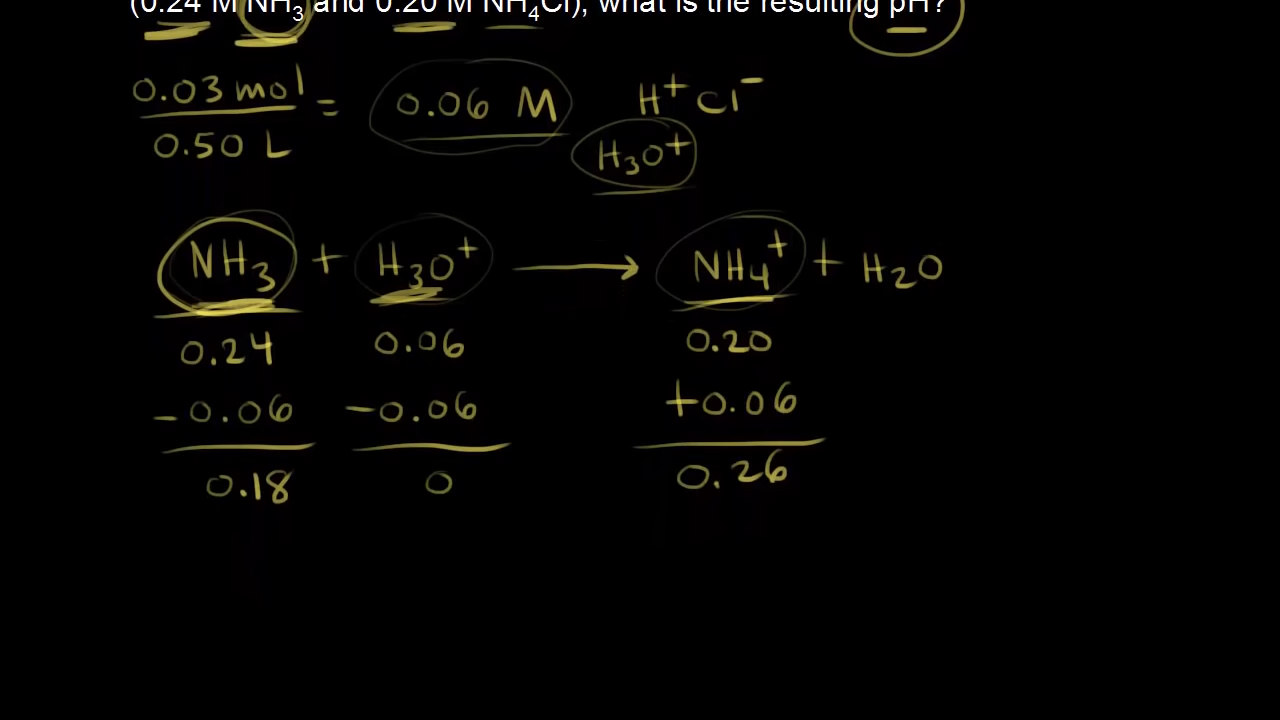 (0.24 M NH₃ and 0.20 M NH₄Cl), what is the resulting pH?
0.03 mol = 0.06 M H⁺ Cl⁻
0.50 L H₃O⁺
NH₃ + H₃O⁺ → NH₄⁺ + H₂O
0.24 0.06 0.20
-0.06 -0.06 +0.06
0.18 0 0.26